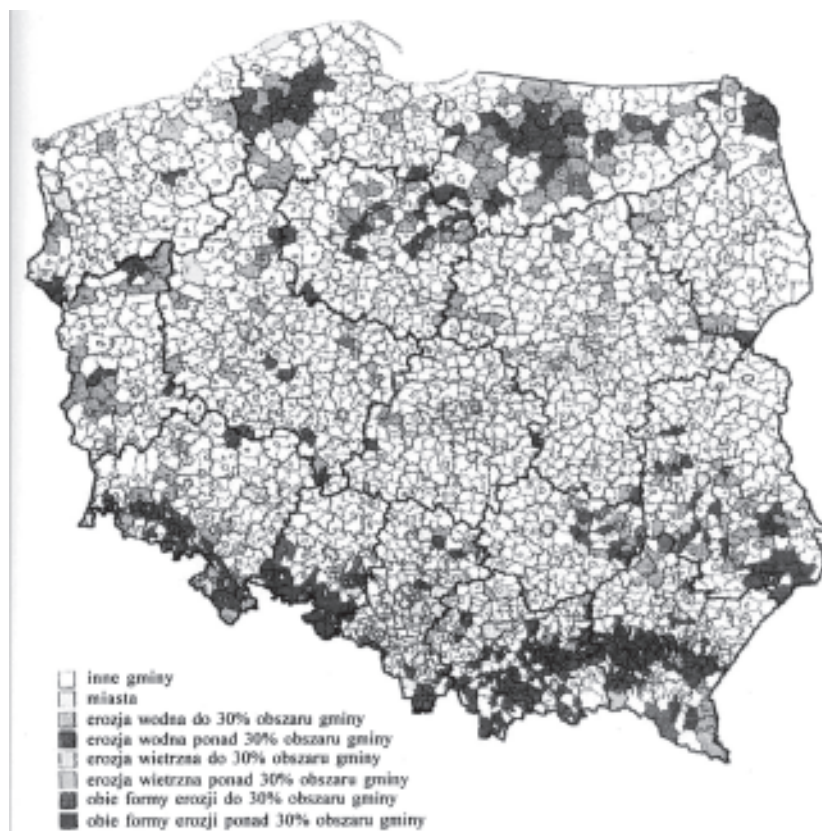 inne gminy
miasta
erozja wodna do 30% obszaru gminy
erozja wodna ponad 30% obszaru gminy
erozja wietrzna do 30% obszaru gminy
erozja wietrzna ponad 30% obszaru gminy
obie formy erozji do 30% obszaru gminy
obie formy erozji ponad 30% obszaru gminy